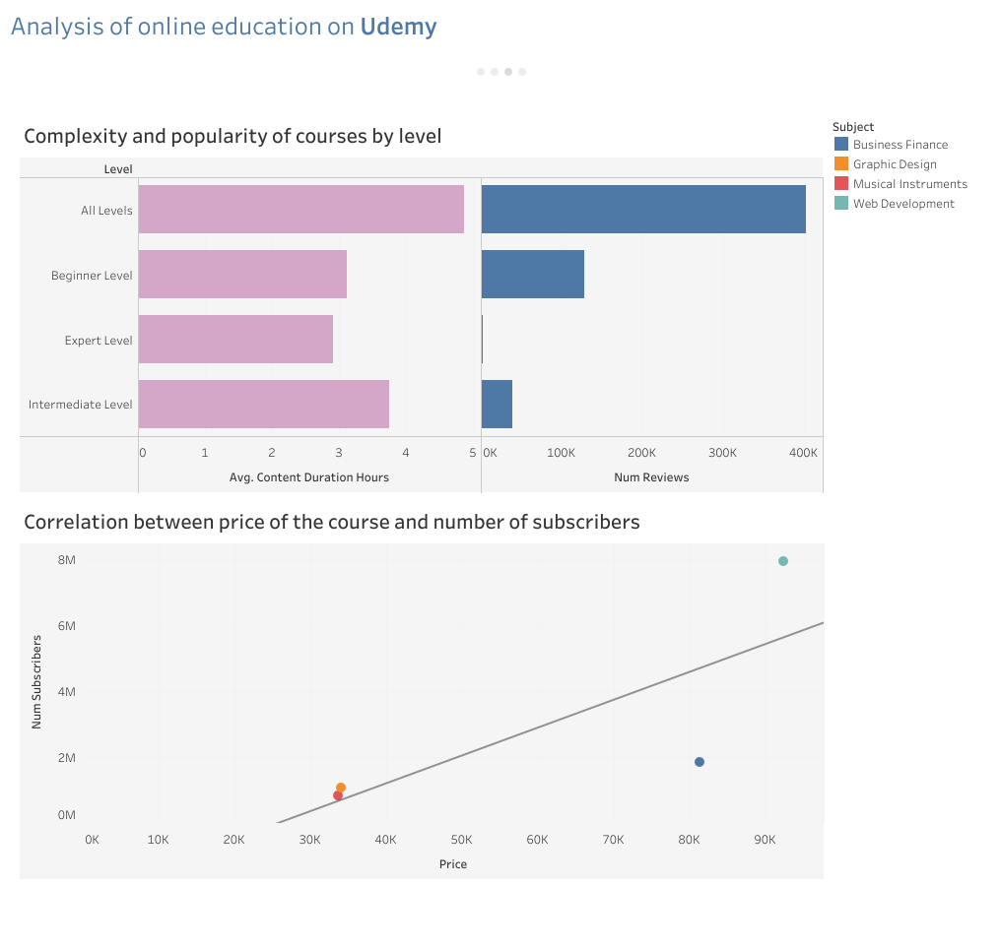 Analysis of online education on Udemy
Complexity and popularity of courses by level
Subject
Business Finance
Graphic Design
Musical Instruments
Web Development
Level
All Levels
Beginner Level
Expert Level
Intermediate Level
0 1 2 3 4 5 0K 100K 200K 300K 400K
Avg. Content Duration Hours Num Reviews
Correlation between price of the course and number of subscribers
8M
6M
4M
2M
0M
Num Subscribers
0K 10K 20K 30K 40K 50K 60K 70K 80K 90K
Price